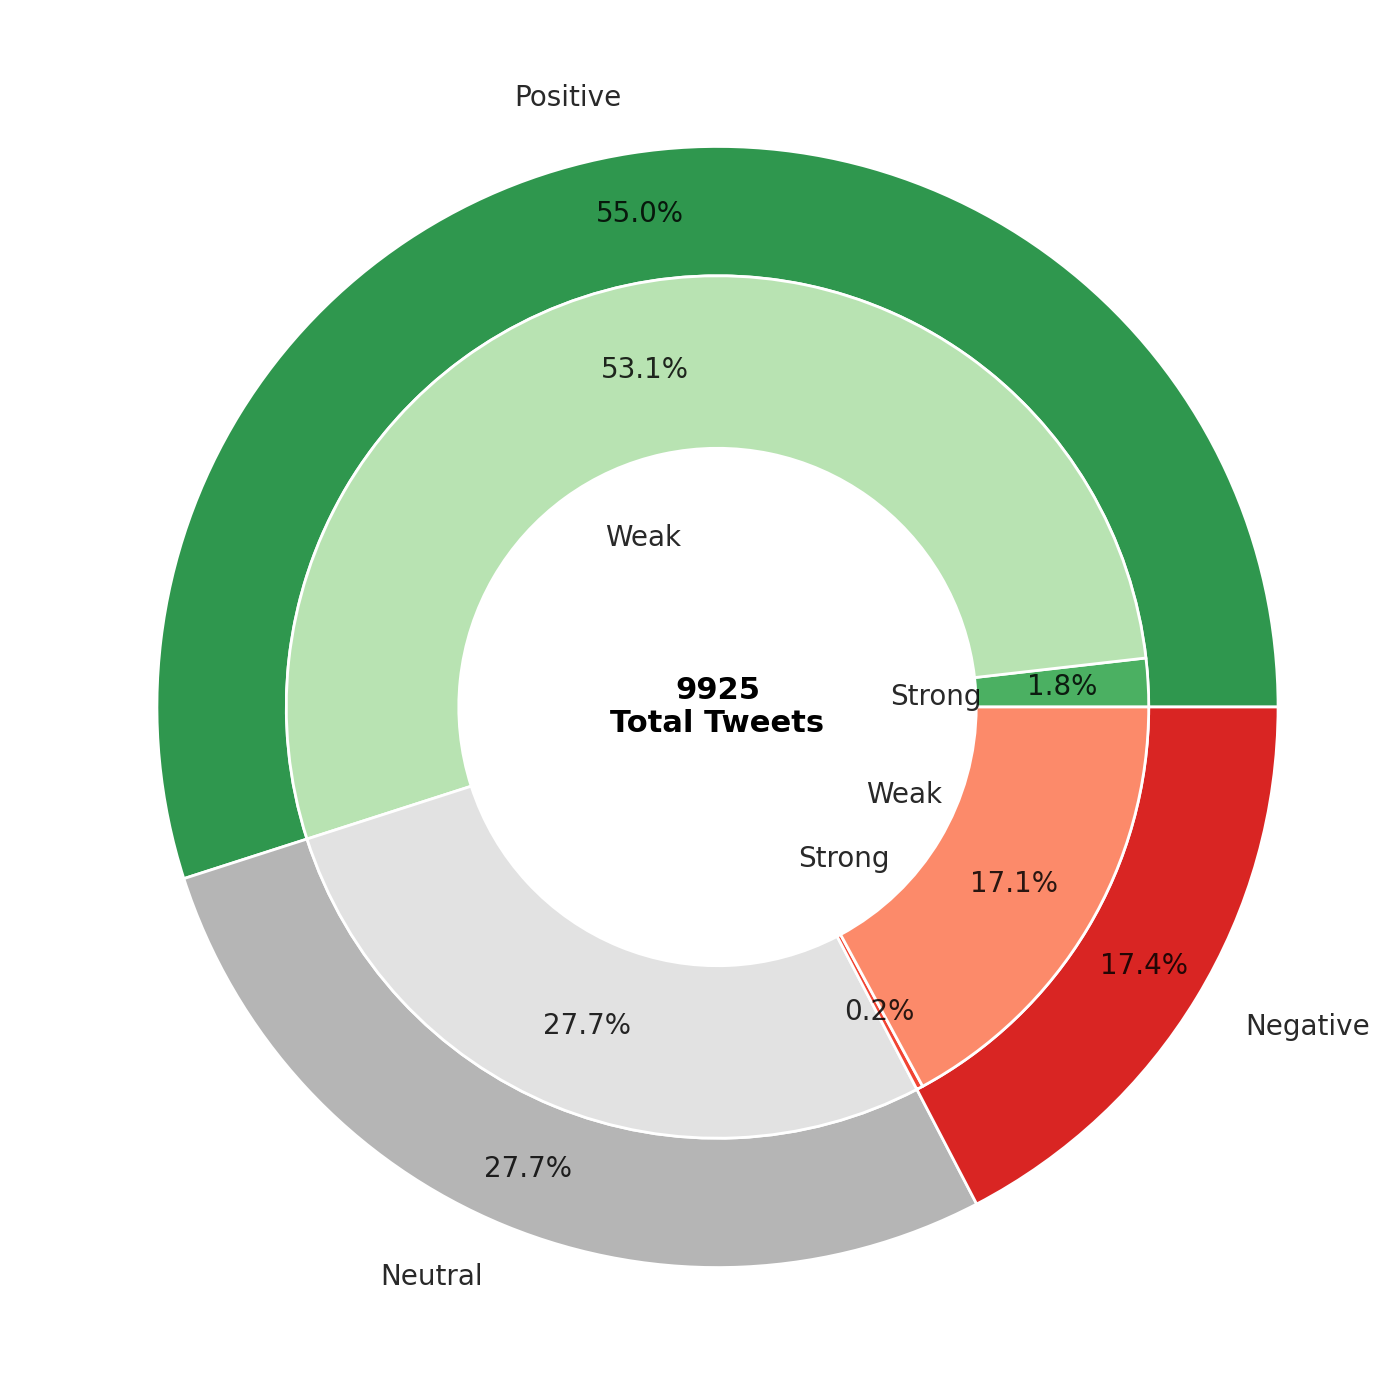 Positive
55.0%
53.1%
Weak
9925
Total Tweets
Strong
1.8%
Weak
Strong
17.1%
17.4%
0.2%
27.7%
Negative
27.7%
Neutral